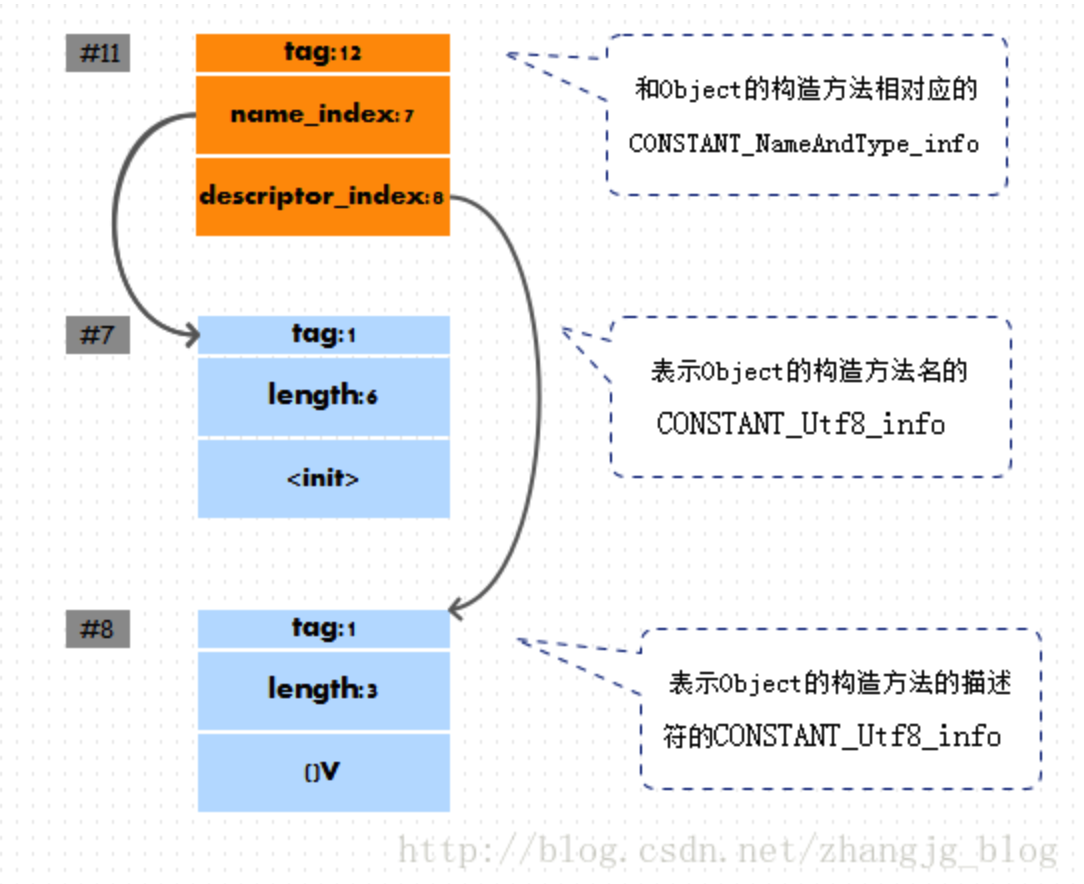 #11
tag:12
name_index:7
descriptor_index:8
和Object的构造方法相对应的
CONSTANT_NameAndType_info
#7
tag:1
length:6
<init>
表示Object的构造方法名的
CONSTANT_Utf8_info
#8
tag:1
length:3
()V
表示Object的构造方法的描述
符的CONSTANT_Utf8_info
http://blog.csdn.net/zhangjg_blog